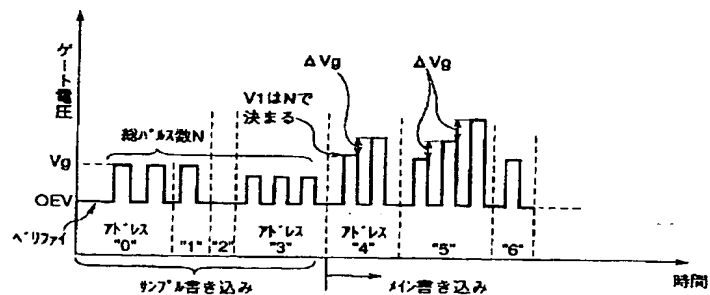 ゲート電圧
ΔVg
ΔVg
V1はNで
決まる
総パルス数N
Vg
OEV
ベリファイ
アドレス
"0"
"1"
"2"
アドレス
"3"
アドレス
"4"
"5"
"6"
時間
サンプル書き込み
メイン書き込み